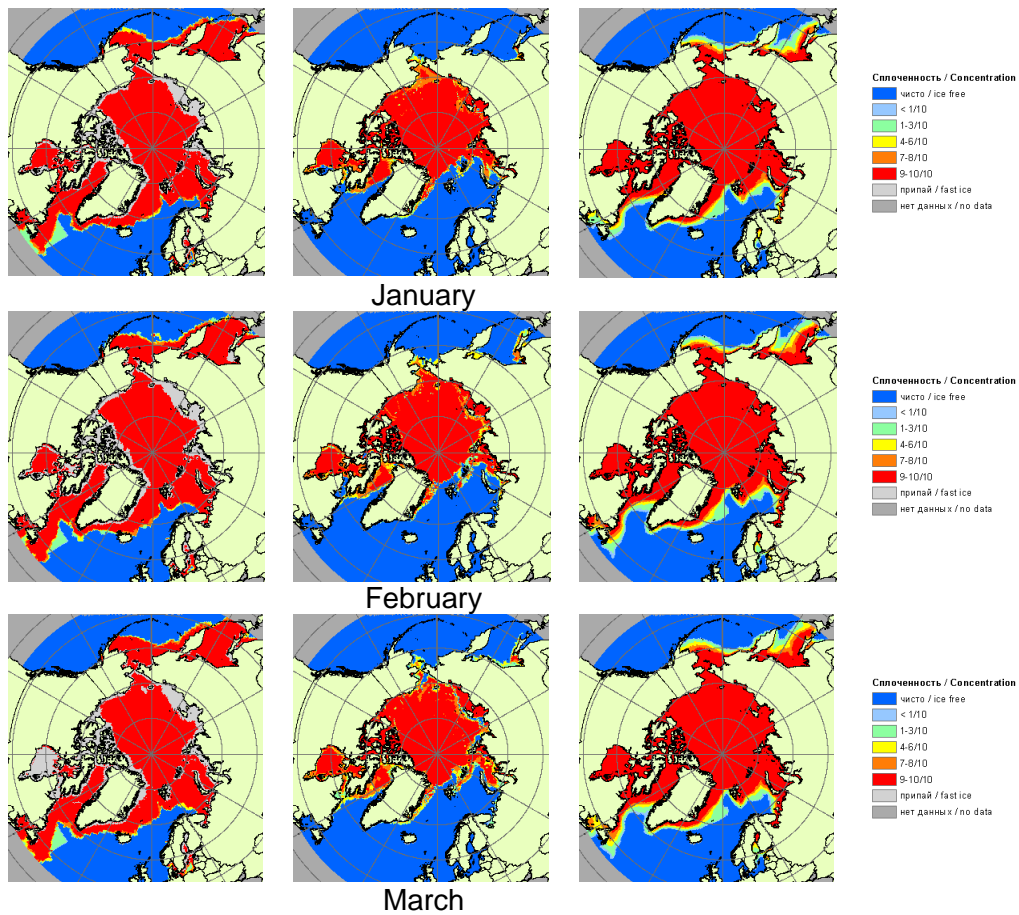 Сплоченность / Concentration
чисто / ice free
< 1/10
1-3/10
4-6/10
7-8/10
9-10/10
припай / fast ice
нет данных / no data
January
Сплоченность / Concentration
чисто / ice free
< 1/10
1-3/10
4-6/10
7-8/10
9-10/10
припай / fast ice
нет данных / no data
February
Сплоченность / Concentration
чисто / ice free
< 1/10
1-3/10
4-6/10
7-8/10
9-10/10
припай / fast ice
нет данных / no data
March